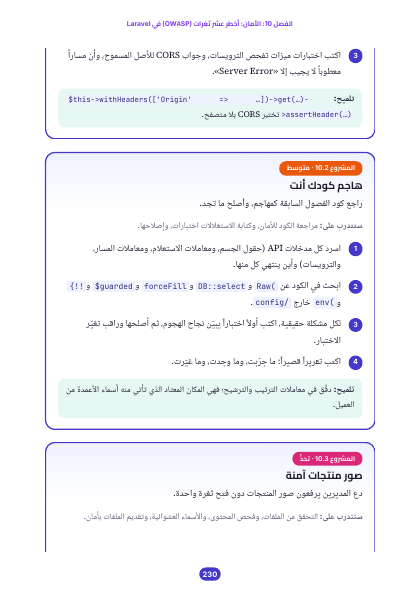 الفصل 10: الأمان: أخطر عشر ثغرات (OWASP) في Laravel
3 اكتب اختبارات ميزات تفحص الترويسات، وجواب CORS للأصل المسموح، وأن مساراً
معطوباً لا يجيب إلا «Server Error».
تلميح: $this->withHeaders(['Origin' => …])->get(…)-
>assertHeader(…) تختبر CORS بلا متصفح.
المشروع 10.2 · متوسط
هاجم كودك أنت
راجع كود الفصول السابقة كمهاجم، وأصلح ما تجد.
ستتدرب على: مراجعة الكود للأمان، وكتابة الاستغلالات اختبارات، وإصلاحها.
1 اسرد كل مدخلات API (حقول الجسم، ومعاملات الاستعلام، ومعاملات المسار،
والترويسات) وأين ينتهي كل منها.
2 ابحث في الكود عن Raw( و DB::select و forceFill و $guarded و {!!
و env( خارج config/ .
3 لكل مشكلة حقيقية، اكتب أولاً اختباراً يبيّن نجاح الهجوم، ثم أصلحها وراقب تغيّر
الاختبار.
4 اكتب تقريراً قصيراً: ما جرّبت، وما وجدت، وما غيّرت.
تلميح: دقّق في معاملات الترتيب والترشيح؛ فهي المكان المعتاد الذي تأتي منه أسماء الأعمدة من
العميل.
المشروع 10.3 · تحدٍّ
صور منتجات آمنة
دع المديرين يرفعون صور المنتجات دون فتح ثغرة واحدة.
ستتدرب على: التحقق من الملفات، وفحص المحتوى، والأسماء العشوائية، وتقديم الملفات بأمان.
230